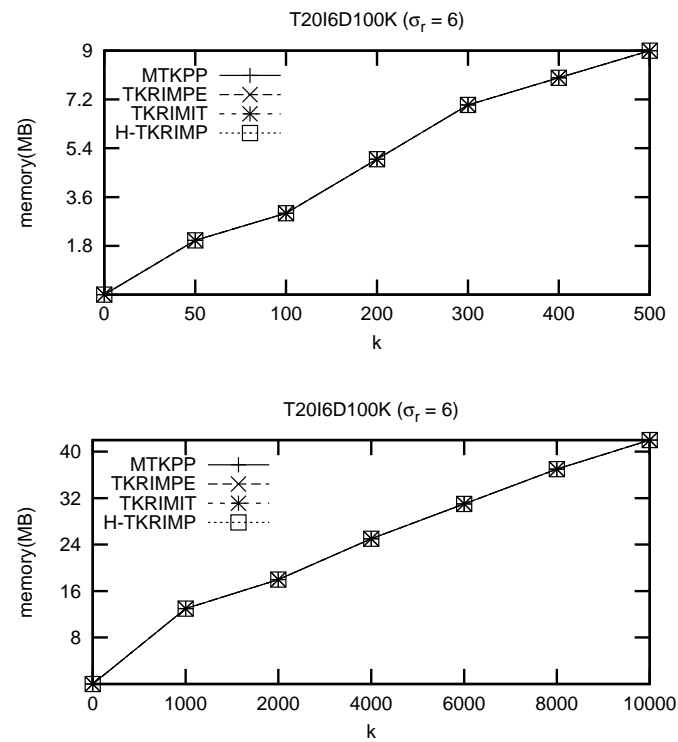 T20I6D100K (σr = 6)
9
7.2
5.4
3.6
1.8
memory(MB)
MTKPP
TKRIMPE
TKRIMIT
H-TKRIMP
0 50 100 200 300 400 500
k
T20I6D100K (σr = 6)
40
32
24
16
8
memory(MB)
MTKPP
TKRIMPE
TKRIMIT
H-TKRIMP
0 1000 2000 4000 6000 8000 10000
k